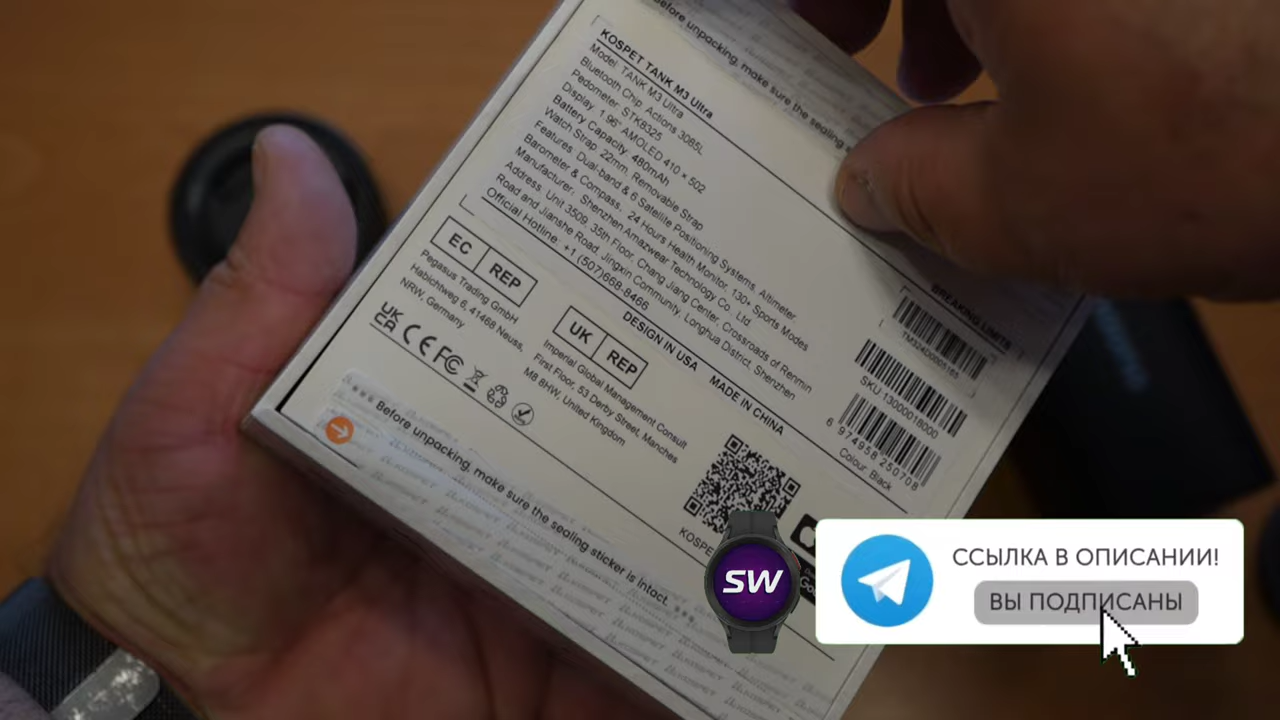 Before unpacking, make sure the sealing
KOSPET TANK M3 Ultra
Model: TANK M3 Ultra
Bluetooth Chip: Actions 3085L
Pedometer: STK8325
Display: 1.96" AMOLED 410 × 502
Battery Capacity: 480mAh
Watch Strap: 22mm, Removable Strap
Features: Dual-band & 6 Satellite Positioning Systems, Altimeter,
Barometer & Compass, 24 Hours Health Monitor, 130+ Sports Modes
Manufacturer: Shenzhen Amazwear Technology Co., Ltd.
Address: Unit 3509, 35th Floor, Chang Jiang Center, Crossroads of Renmin
Road and Jianshe Road, Jingxin Community, Longhua District, Shenzhen
Official Hotline: +1 (507)668-8466
DESIGN IN USA MADE IN CHINA
EC REP
Pegasus Trading GmbH
Habichtweg 6, 41468 Neuss,
NRW, Germany
UK REP
Imperial Global Management Consult
First Floor, 53 Derby Street, Manches
M8 8HW, United Kingdom
UK CA CE FC
BREAKING LIMITS
SKU 13000018000
6 974958 250708
Colour: Black
KOSPE
**** Before unpacking, make sure the sealing sticker is intact. ***
SW
ССЫЛКА В ОПИСАНИИ!
ВЫ ПОДПИСАНЫ